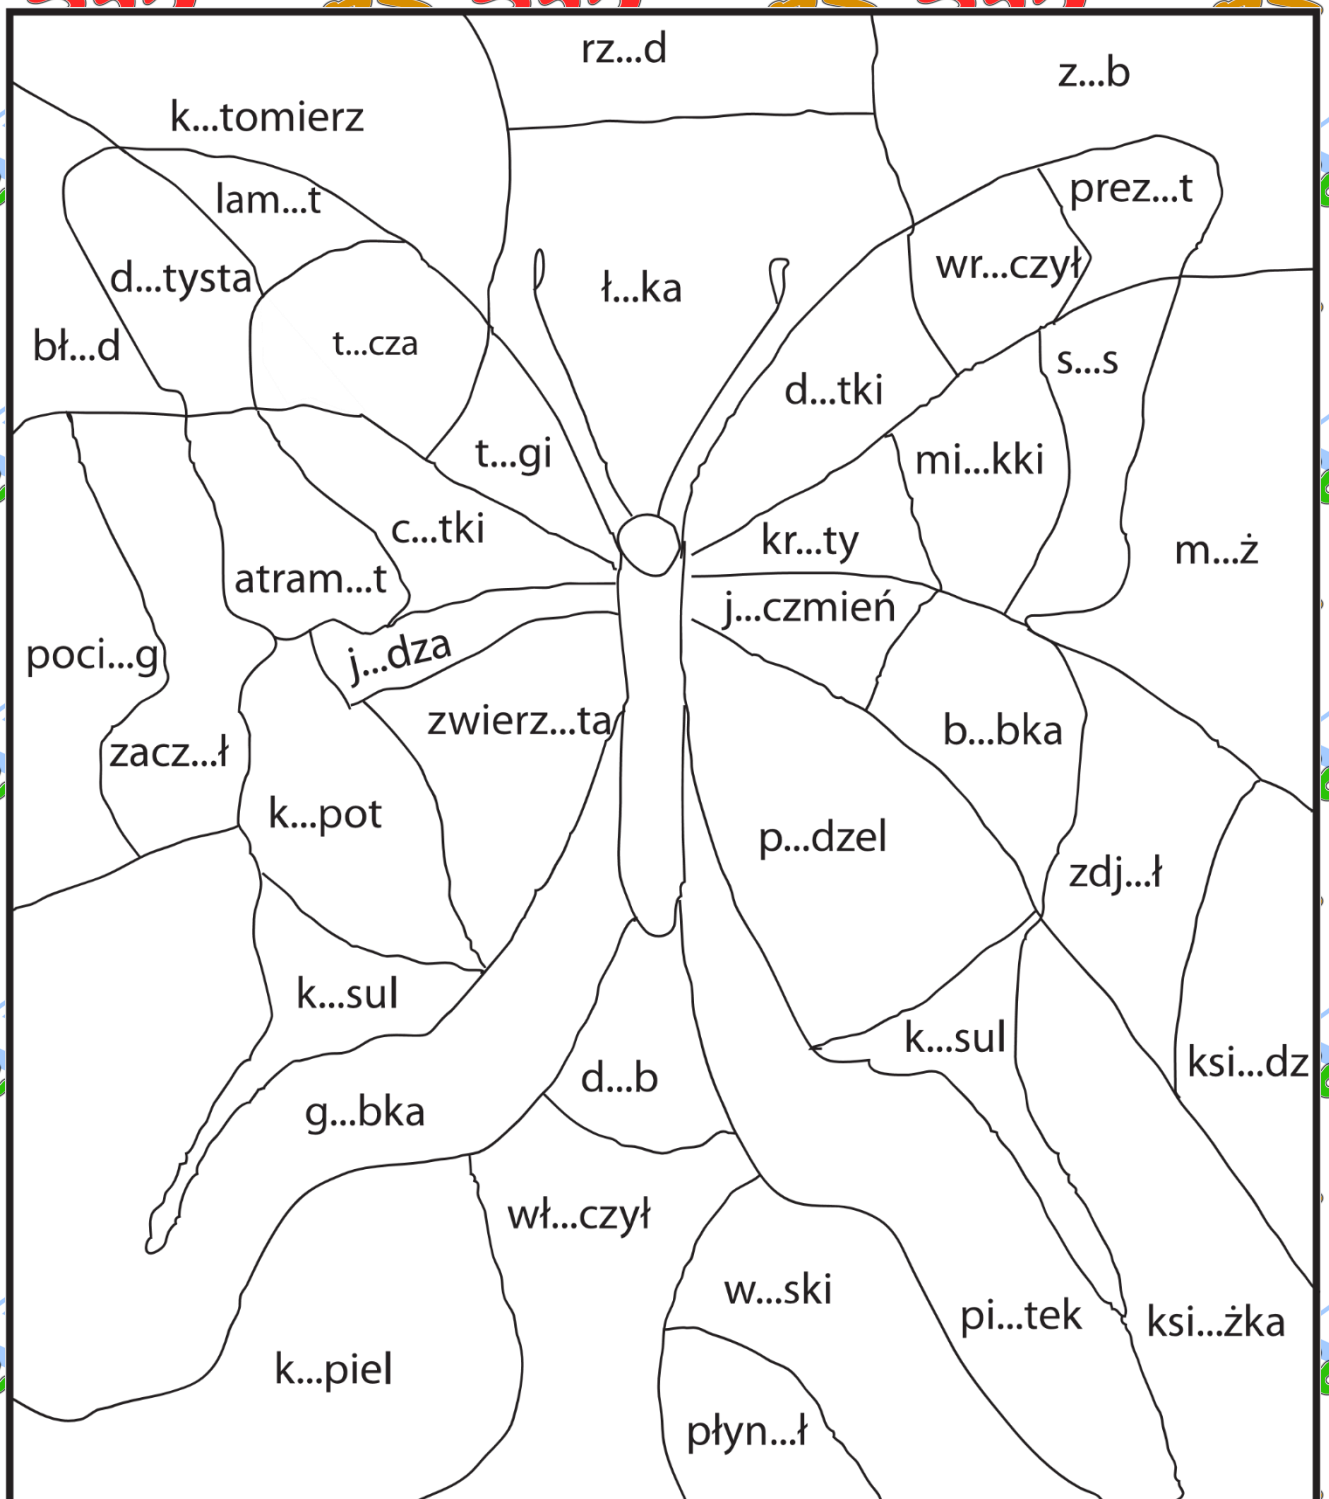 rz...d
z...b
k...tomierz
lam...t
prez...t
d...tysta
wr...czył
ł...ka
bł...d
t...cza
s...s
d...tki
t...gi
mi...kki
c...tki
kr...ty
m...ż
atram...t
j...czmień
poci...g
j...dza
zwierz...ta
b...bka
zacz...ł
k...pot
p...dzel
zdj...ł
k...sul
k...sul
ksi...dz
d...b
g...bka
wł...czył
w...ski
pi...tek
ksi...żka
k...piel
płyn...ł